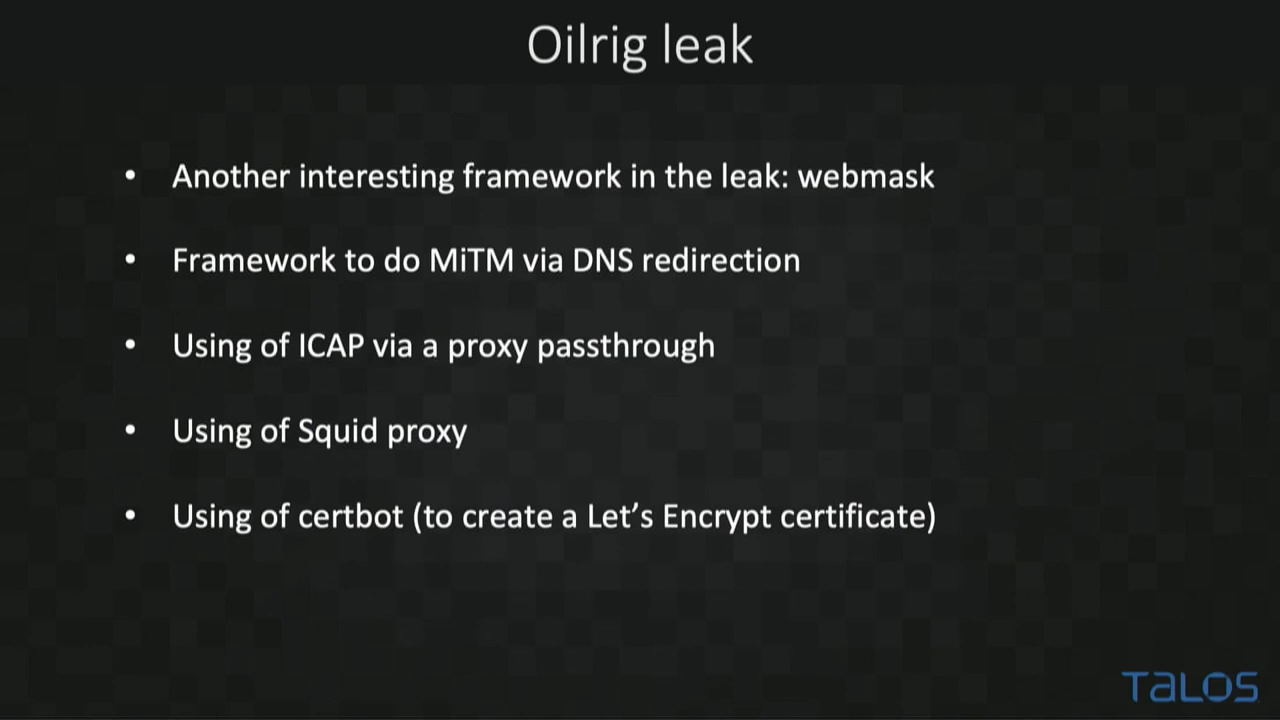 Oilrig leak
• Another interesting framework in the leak: webmask
• Framework to do MiTM via DNS redirection
• Using of ICAP via a proxy passthrough
• Using of Squid proxy
• Using of certbot (to create a Let’s Encrypt certificate)
TALOS